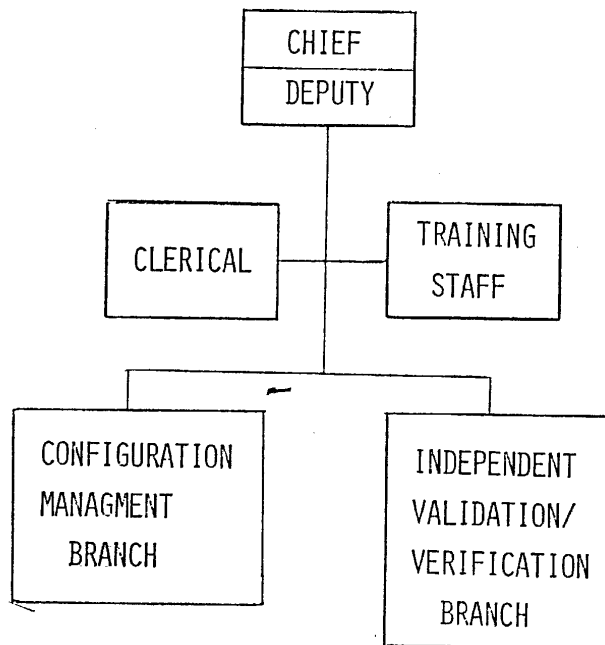 CHIEF
DEPUTY
CLERICAL
TRAINING
STAFF
CONFIGURATION
MANAGMENT
BRANCH
INDEPENDENT
VALIDATION/
VERIFICATION
BRANCH